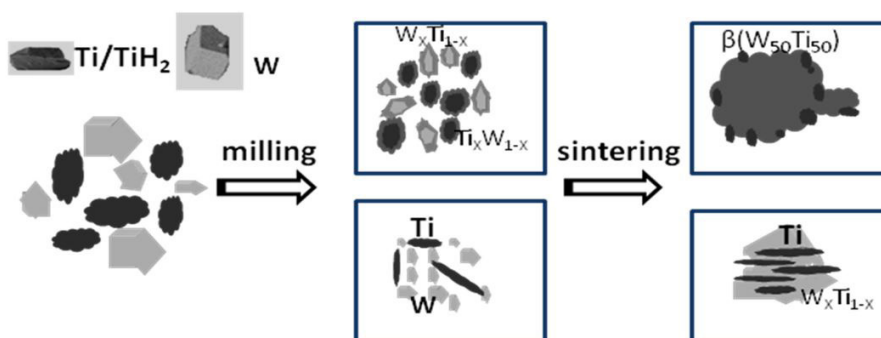 Ti/TiH₂
W
milling
WₓTi₁₋ₓ
TiₓW₁₋ₓ
Ti
W
sintering
β(W₅₀Ti₅₀)
Ti
WₓTi₁₋ₓ